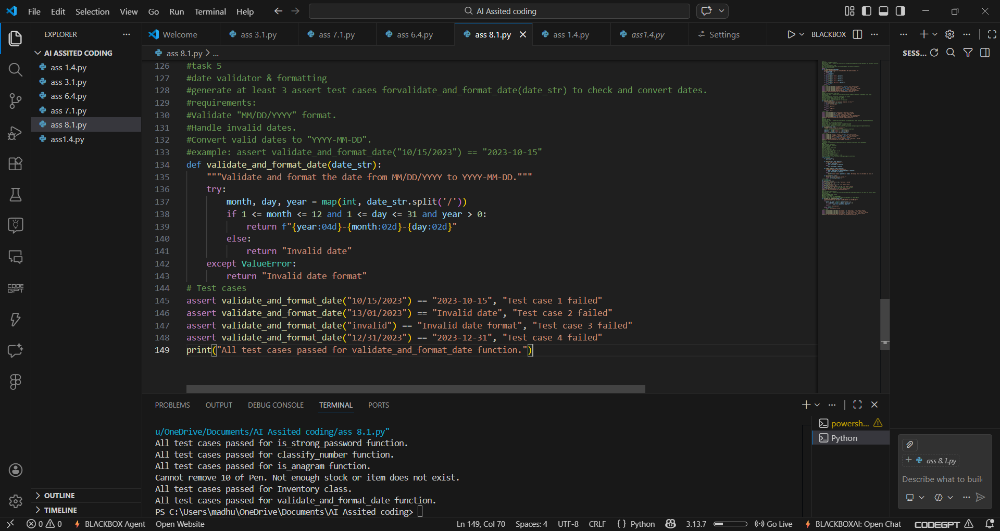 File Edit Selection View Go Run Terminal Help
AI Assited coding
EXPLORER
AI ASSITED CODING
ass 1.4.py
ass 3.1.py
ass 6.4.py
ass 7.1.py
ass 8.1.py
ass1.4.py
OUTLINE
TIMELINE
CODE
GPT
Welcome ass 3.1.py ass 7.1.py ass 6.4.py ass 8.1.py ass 1.4.py ass1.4.py Settings BLACKBOX
ass 8.1.py > ...
126 #task 5
127 #date validator & formatting
128 #generate at least 3 assert test cases forvalidate_and_format_date(date_str) to check and convert dates.
129 #requirements:
130 #Validate "MM/DD/YYYY" format.
131 #Handle invalid dates.
132 #Convert valid dates to "YYYY-MM-DD".
133 #example: assert validate_and_format_date("10/15/2023") == "2023-10-15"
134 def validate_and_format_date(date_str):
135 """Validate and format the date from MM/DD/YYYY to YYYY-MM-DD."""
136 try:
137 month, day, year = map(int, date_str.split('/'))
138 if 1 <= month <= 12 and 1 <= day <= 31 and year > 0:
139 return f"{year:04d}-{month:02d}-{day:02d}"
140 else:
141 return "Invalid date"
142 except ValueError:
143 return "Invalid date format"
144 # Test cases
145 assert validate_and_format_date("10/15/2023") == "2023-10-15", "Test case 1 failed"
146 assert validate_and_format_date("13/01/2023") == "Invalid date", "Test case 2 failed"
147 assert validate_and_format_date("invalid") == "Invalid date format", "Test case 3 failed"
148 assert validate_and_format_date("12/31/2023") == "2023-12-31", "Test case 4 failed"
149 print("All test cases passed for validate_and_format_date function.")
PROBLEMS OUTPUT DEBUG CONSOLE TERMINAL PORTS
u/OneDrive/Documents/AI Assited coding/ass 8.1.py"
All test cases passed for is_strong_password function.
All test cases passed for classify_number function.
All test cases passed for is_anagram function.
Cannot remove 10 of Pen. Not enough stock or item does not exist.
All test cases passed for Inventory class.
All test cases passed for validate_and_format_date function.
PS C:\Users\madhu\OneDrive\Documents\AI Assited coding>
powersh...
Python
SESS...
ass 8.1.py
Describe what to buil
0 0 BLACKBOX Agent Open Website Ln 149, Col 70 Spaces: 4 UTF-8 CRLF { } Python 3.13.7 Go Live BLACKBOXAI: Open Chat CODEGPT